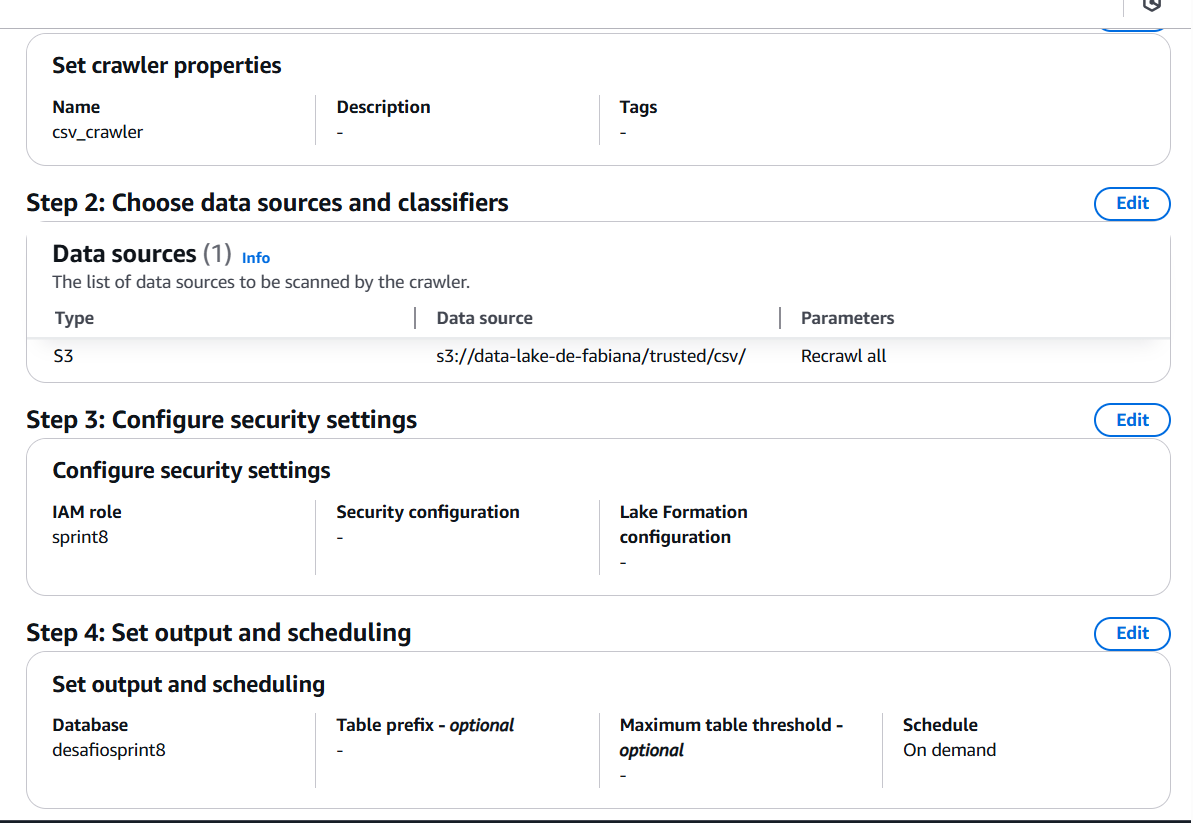 Set crawler properties
Name
csv_crawler
Description
-
Tags
-
Step 2: Choose data sources and classifiers
Edit
Data sources (1) Info
The list of data sources to be scanned by the crawler.
Type
Data source
Parameters
S3
s3://data-lake-de-fabiana/trusted/csv/
Recrawl all
Step 3: Configure security settings
Edit
Configure security settings
IAM role
sprint8
Security configuration
-
Lake Formation
configuration
-
Step 4: Set output and scheduling
Edit
Set output and scheduling
Database
desafiosprint8
Table prefix - optional
-
Maximum table threshold -
optional
-
Schedule
On demand